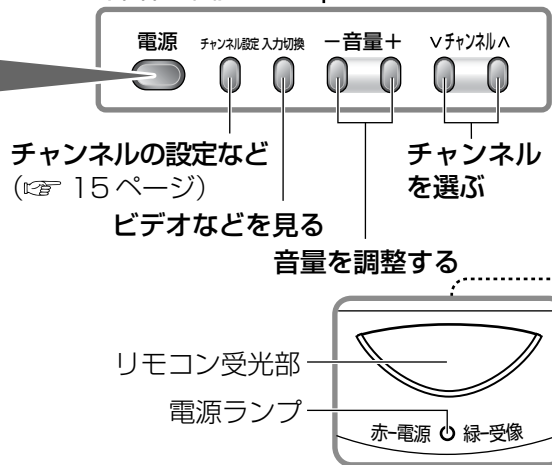 電源 チャンネル設定 入力切換 －音量＋ ∨チャンネル∧
チャンネルの設定など
(☞ 15ページ)
チャンネル
を選ぶ
ビデオなどを見る
音量を調整する
リモコン受光部
電源ランプ
赤-電源 緑-受像